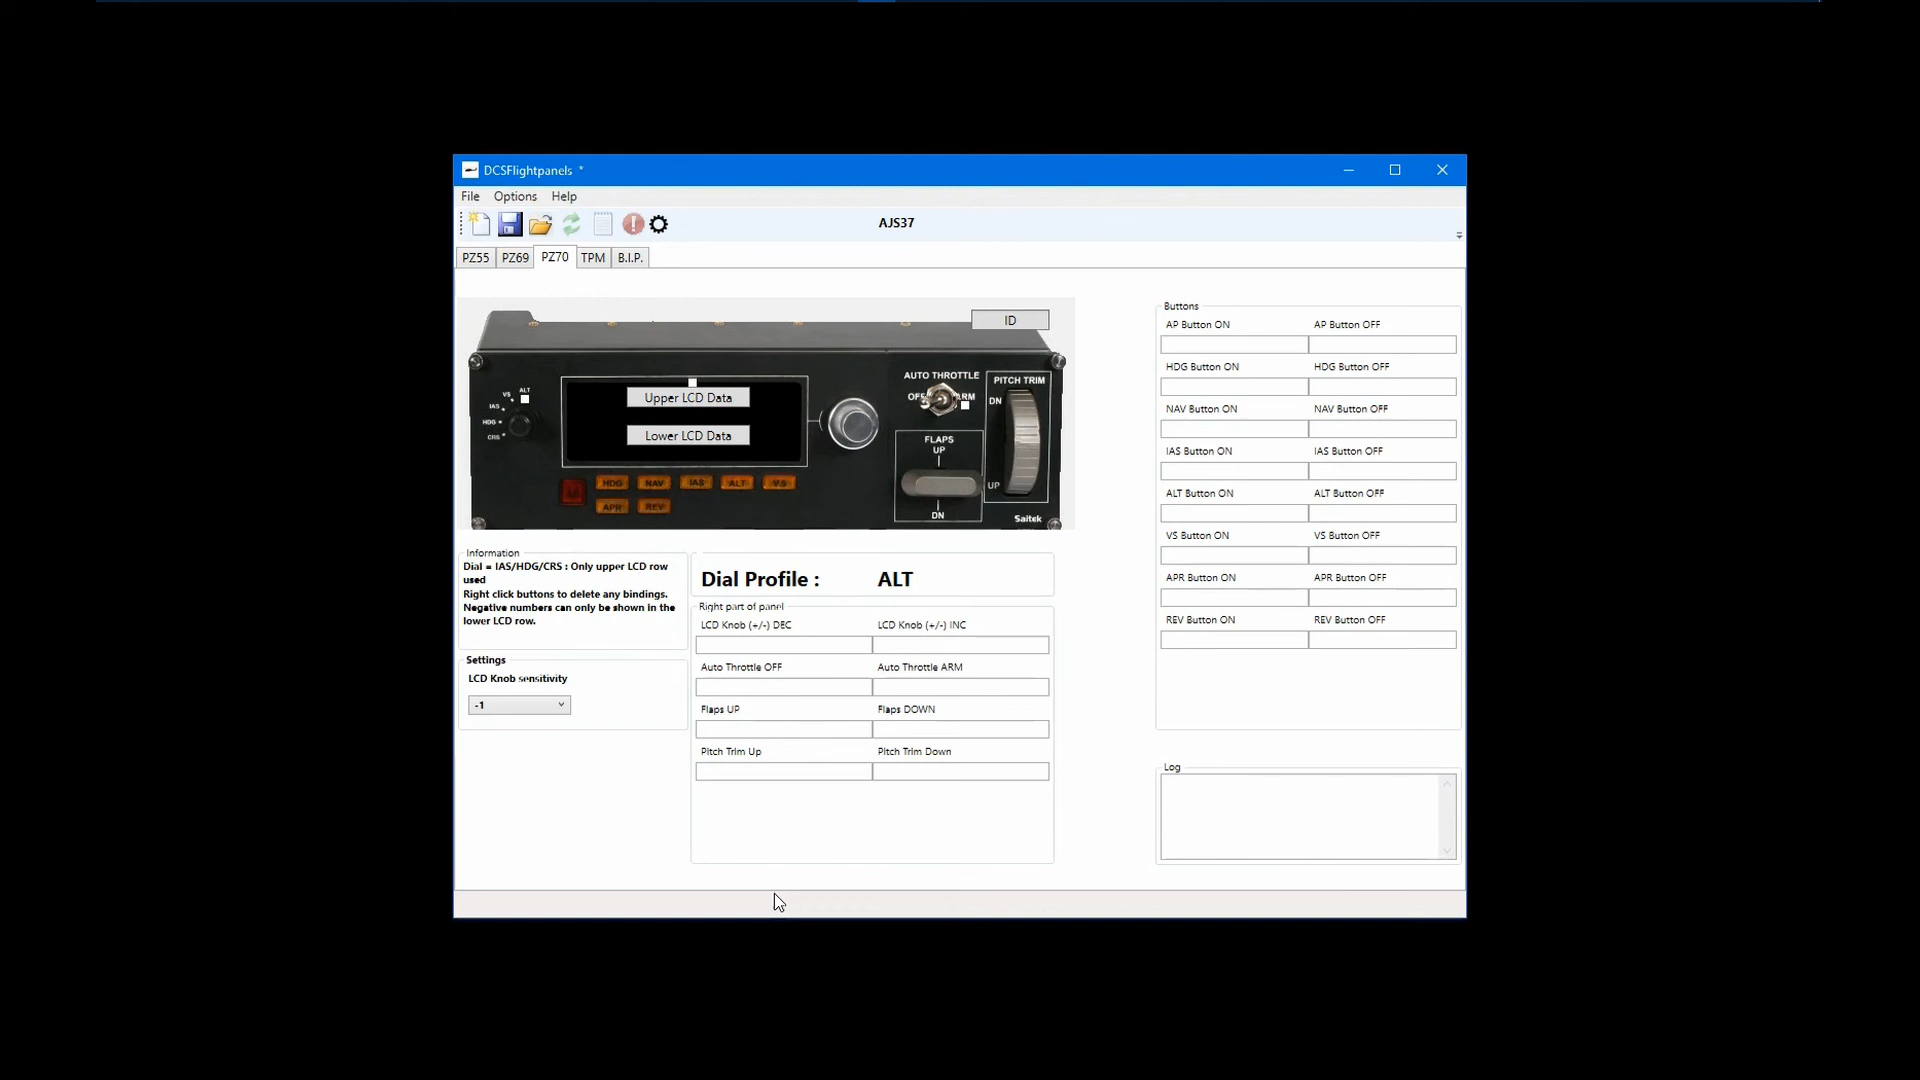 DCSFlightpanels *
File Options Help
AJS37
PZ55 PZ69 PZ70 TPM B.I.P.
ID
ALT
VS
IAS
HDG
CRS
Upper LCD Data
Lower LCD Data
AUTO THROTTLE
OFF ARM
PITCH TRIM
DN
UP
FLAPS
UP
DN
HDG NAV IAS ALT VS
APR REV
Saitek
Information
Dial = IAS/HDG/CRS : Only upper LCD row
used
Right click buttons to delete any bindings.
Negative numbers can only be shown in the
lower LCD row.
Settings
LCD Knob sensitivity
-1
Dial Profile : ALT
Right part of panel
LCD Knob (+/-) DEC LCD Knob (+/-) INC
Auto Throttle OFF Auto Throttle ARM
Flaps UP Flaps DOWN
Pitch Trim Up Pitch Trim Down
Buttons
AP Button ON AP Button OFF
HDG Button ON HDG Button OFF
NAV Button ON NAV Button OFF
IAS Button ON IAS Button OFF
ALT Button ON ALT Button OFF
VS Button ON VS Button OFF
APR Button ON APR Button OFF
REV Button ON REV Button OFF
Log